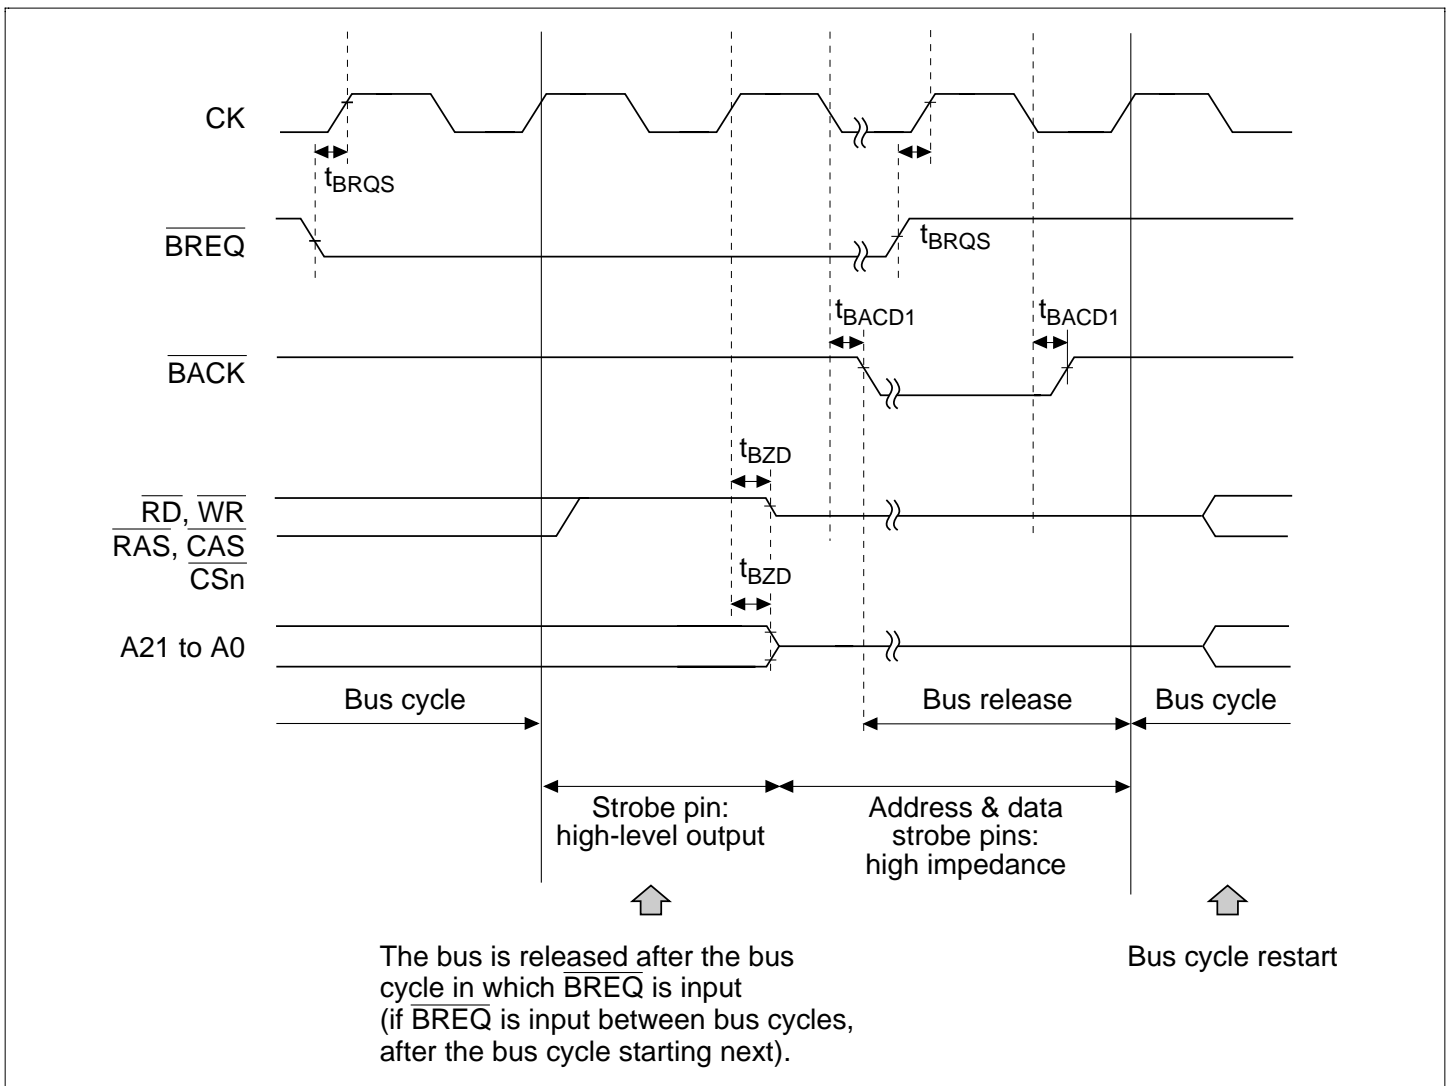 CK
tBRQS
BREQ
tBRQS
tBACD1
tBACD1
BACK
tBZD
RD, WR
RAS, CAS
CSn
tBZD
A21 to A0
Bus cycle
Bus release
Bus cycle
Strobe pin:
high-level output
Address & data
strobe pins:
high impedance
The bus is released after the bus
cycle in which BREQ is input
(if BREQ is input between bus cycles,
after the bus cycle starting next).
Bus cycle restart